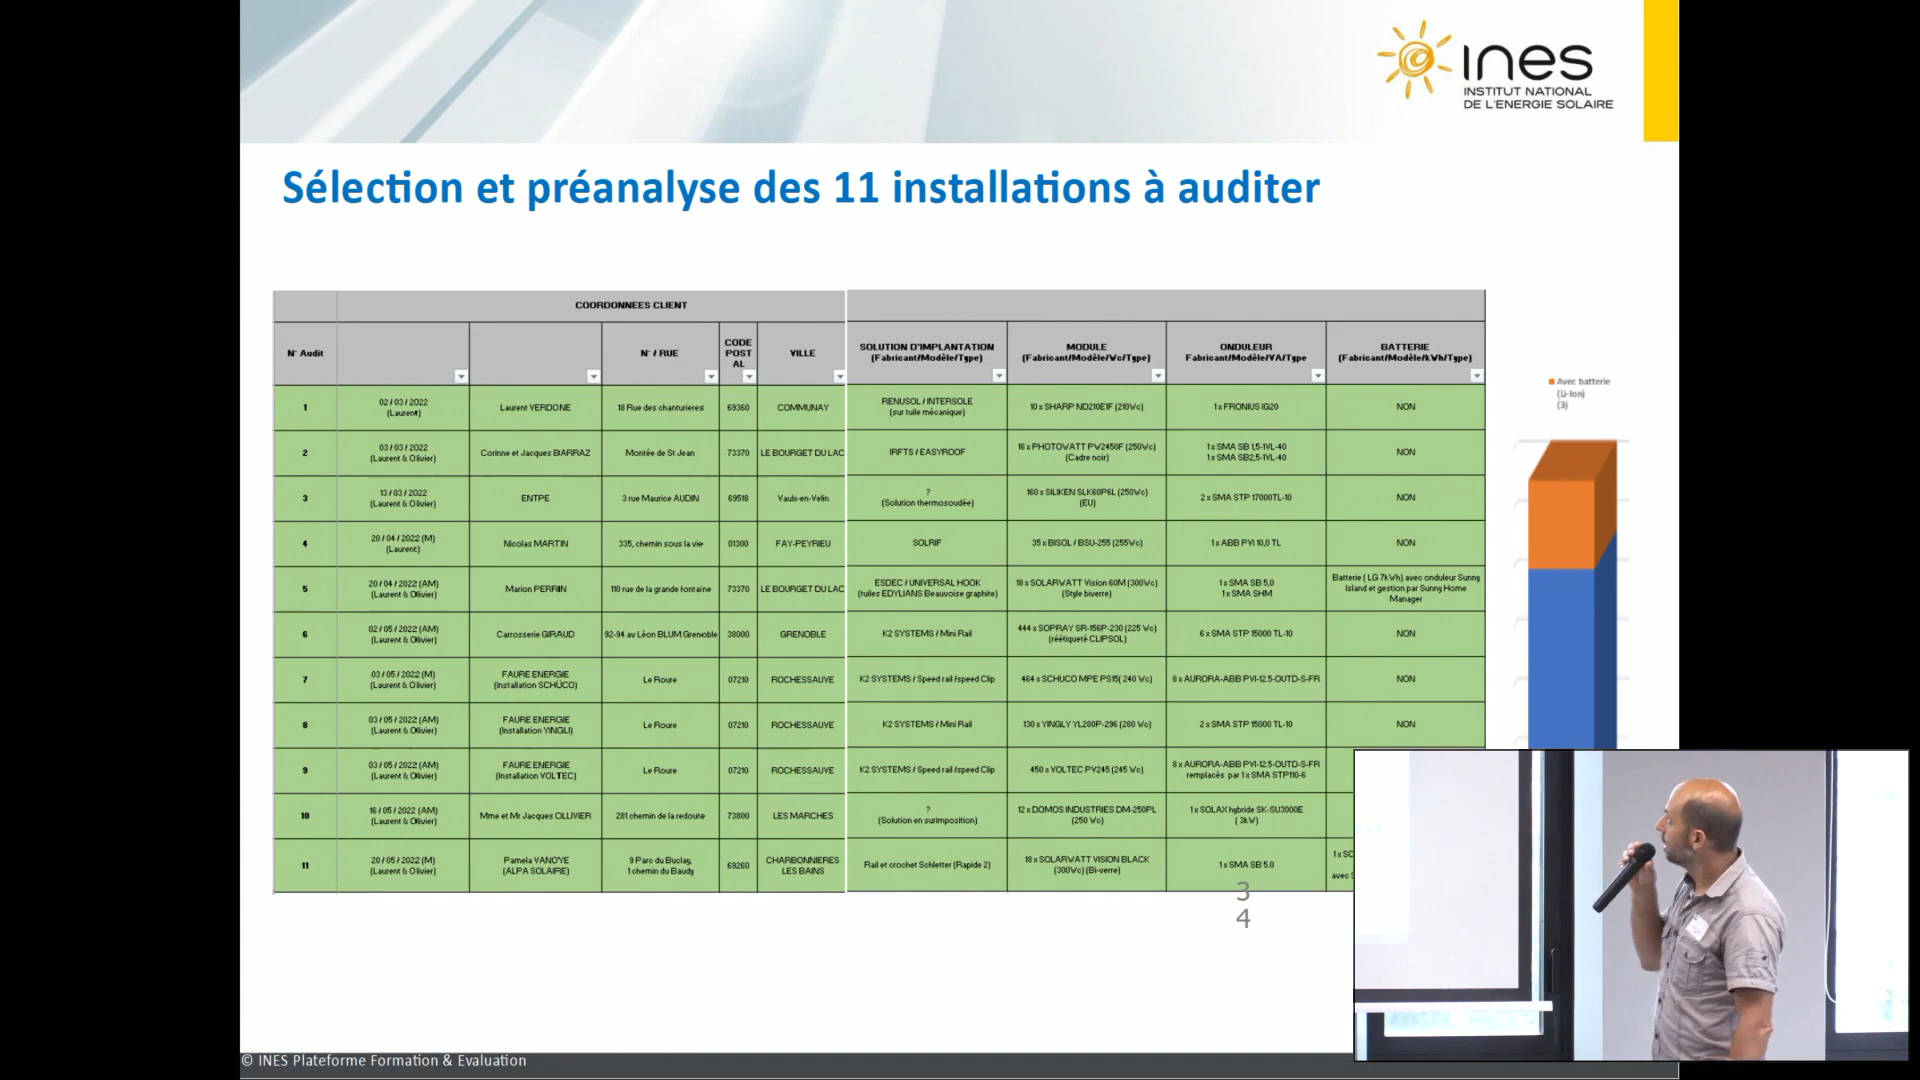 ines
INSTITUT NATIONAL
DE L'ENERGIE SOLAIRE
Sélection et préanalyse des 11 installations à auditer
COORDONNEES CLIENT
N° Audit
N° / RUE
CODE
POST
AL
VILLE
SOLUTION D'IMPLANTATION
(Fabricant/Modèle/Type)
MODULE
(Fabricant/Modèle/Wc/Type)
ONDULEUR
Fabricant/Modèle/VA/Type
BATTERIE
(Fabricant/Modèle/kWh/Type)
1
02 / 03 / 2022
(Laurent)
Laurent VERDONE
18 Rue des chanturieres
69360
COMMUNAY
RENUSOL / INTERSOLE
(sur tuile mécanique)
10 x SHARP ND210E1F (210Wc)
1 x FRONIUS IG20
NON
2
03 / 03 / 2022
(Laurent & Olivier)
Corinne et Jacques BARRAZ
Montée de St Jean
73370
LE BOURGET DU LAC
IRFTS / EASYROOF
16 x PHOTOWATT PW2450F (250Wc)
(Cadre noir)
1 x SMA SB 1,5-1VL-40
1 x SMA SB2,5-1VL-40
NON
3
13 / 03 / 2022
(Laurent & Olivier)
ENTPE
3 rue Maurice AUDIN
69518
Vaulx-en-Velin
?
(Solution thermosoudée)
160 x SILIKEN SLK60P6L (250Wc)
(EU)
2 x SMA STP 17000TL-10
NON
4
20 / 04 / 2022 (M)
(Laurent)
Nicolas MARTIN
335, chemin sous la vie
01300
FAY-PEYRIEU
SOLRIF
35 x BISOL / BSU-255 (255Wc)
1 x ABB PVI 10,0 TL
NON
5
20 / 04 / 2022 (AM)
(Laurent & Olivier)
Marion PERRIN
110 rue de la grande fontaine
73370
LE BOURGET DU LAC
ESDEC / UNIVERSAL HOOK
(tuiles EDYLIANS Beauvoise graphite)
18 x SOLARWATT Vision 60M (300Wc)
(Style biverre)
1 x SMA SB 5,0
1 x SMA SHM
Batterie ( LG 7kWh) avec onduleur Sunny
Island et gestion par Sunny Home
Manager
6
02 / 05 / 2022 (AM)
(Laurent & Olivier)
Carrosserie GIRAUD
92-94 av Léon BLUM Grenoble
38000
GRENOBLE
K2 SYSTEMS / Mini Rail
444 x SOPRAY SR-156P-230 (225 Wc)
(réétiqueté CLIPSOL)
6 x SMA STP 15000 TL-10
NON
7
03 / 05 / 2022 (M)
(Laurent & Olivier)
FAURE ENERGIE
(Installation SCHÜCO)
Le Roure
07210
ROCHESSAUVE
K2 SYSTEMS / Speed rail /speed Clip
464 x SCHUCO MPE PS15( 240 Wc)
8 x AURORA-ABB PVI-12.5-OUTD-S-FR
NON
8
03 / 05 / 2022 (AM)
(Laurent & Olivier)
FAURE ENERGIE
(Installation YINGLI)
Le Roure
07210
ROCHESSAUVE
K2 SYSTEMS / Mini Rail
130 x YINGLY YL280P-296 (280 Wc)
2 x SMA STP 15000 TL-10
NON
9
03 / 05 / 2022 (AM)
(Laurent & Olivier)
FAURE ENERGIE
(Installation VOLTEC)
Le Roure
07210
ROCHESSAUVE
K2 SYSTEMS / Speed rail /speed Clip
450 x VOLTEC PV245 (245 Wc)
8 x AURORA-ABB PVI-12.5-OUTD-S-FR
remplacés par 1 x SMA STP110-6
10
16 / 05 / 2022 (AM)
(Laurent & Olivier)
Mme et Mr Jacques OLLIVIER
281 chemin de la redoute
73800
LES MARCHES
?
(Solution en surimposition)
12 x DOMOS INDUSTRIES DM-250PL
(250 Wc)
1 x SOLAX hybride SK-SU3000E
( 3kW)
11
20 / 05 / 2022 (M)
(Laurent & Olivier)
Pamela VANOYE
(ALPA SOLAIRE)
9 Parc du Buclay,
1 chemin du Baudy
69260
CHARBONNIERES
LES BAINS
Rail et crochet Schletter (Rapide 2)
18 x SOLARWATT VISION BLACK
(300Wc) (Bi-verre)
1 x SMA SB 5.0
1 x SC
avec
Avec batterie
(Li-Ion)
(3)
3
4
© INES Plateforme Formation & Evaluation